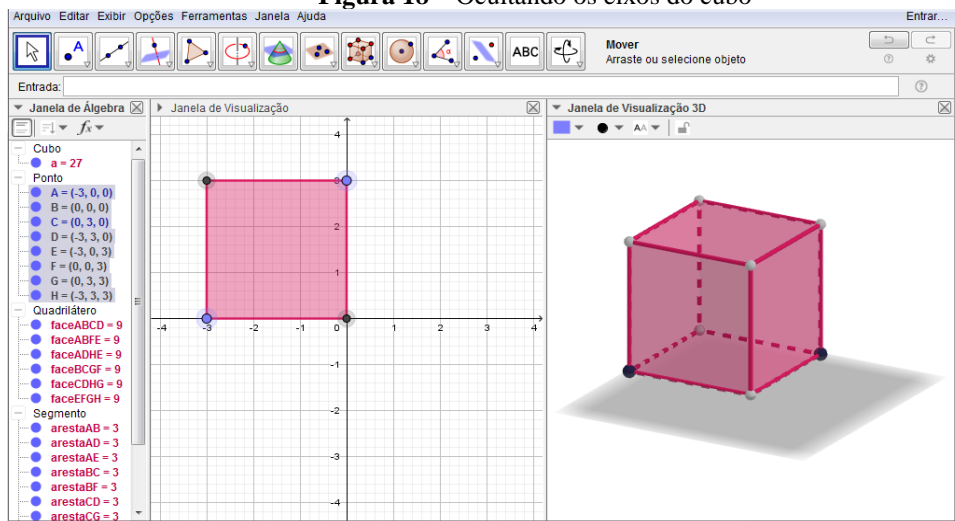 Figura 18 – Ocultando os eixos do cubo
Arquivo Editar Exibir Opções Ferramentas Janela Ajuda
Entrar...
A
α
ABC
Mover
Arraste ou selecione objeto
Entrada:
Janela de Álgebra
fx
Cubo
a = 27
Ponto
A = (-3, 0, 0)
B = (0, 0, 0)
C = (0, 3, 0)
D = (-3, 3, 0)
E = (-3, 0, 3)
F = (0, 0, 3)
G = (0, 3, 3)
H = (-3, 3, 3)
Quadrilátero
faceABCD = 9
faceABFE = 9
faceADHE = 9
faceBCGF = 9
faceCDHG = 9
faceEFGH = 9
Segmento
arestaAB = 3
arestaAD = 3
arestaAE = 3
arestaBC = 3
arestaBF = 3
arestaCD = 3
arestaCG = 3
Janela de Visualização
4
3
2
1
-4 -3 -2 -1 0 1 2 3 4
-1
-2
-3
-4
Janela de Visualização 3D
AA